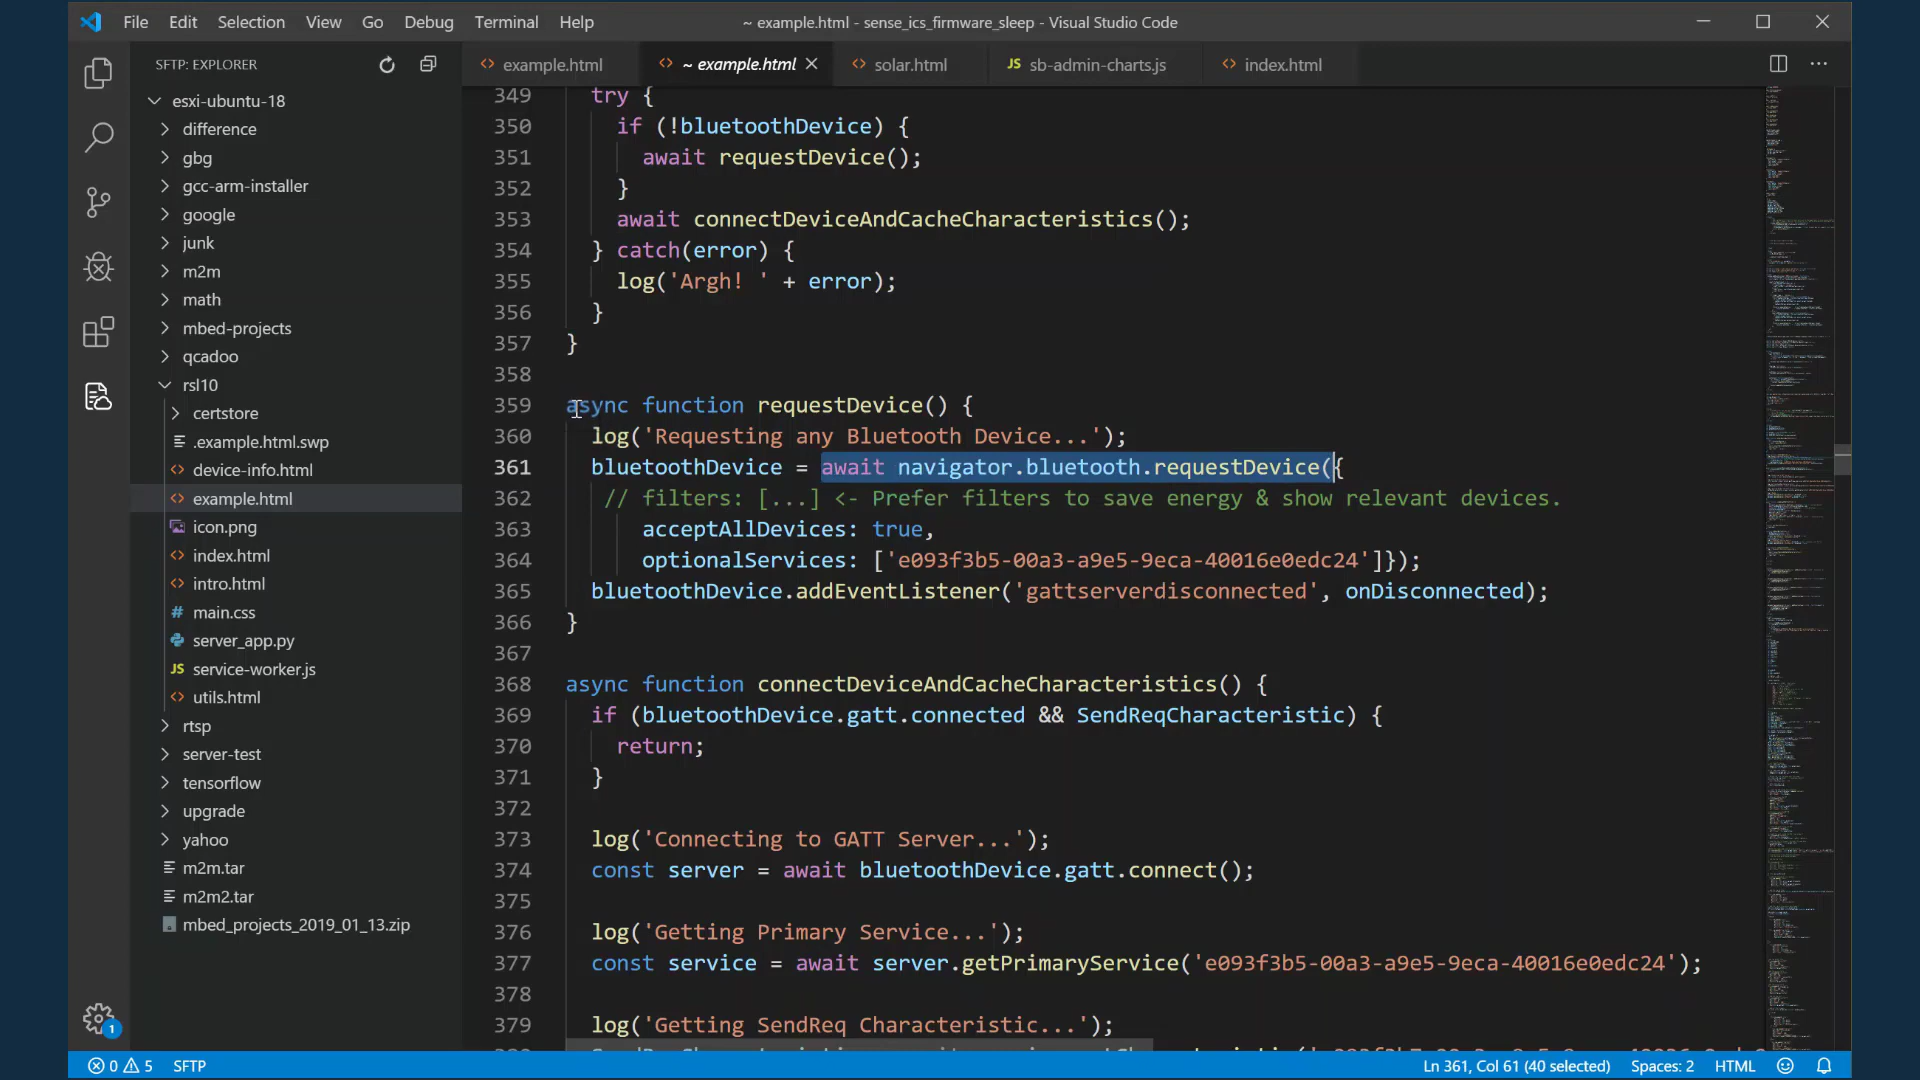 File Edit Selection View Go Debug Terminal Help
~ example.html - sense_ics_firmware_sleep - Visual Studio Code
SFTP: EXPLORER
example.html
~ example.html
solar.html
JS sb-admin-charts.js
index.html
esxi-ubuntu-18
difference
gbg
gcc-arm-installer
google
junk
m2m
math
mbed-projects
qcadoo
rsl10
certstore
.example.html.swp
device-info.html
example.html
icon.png
index.html
intro.html
# main.css
server_app.py
JS service-worker.js
utils.html
rtsp
server-test
tensorflow
upgrade
yahoo
m2m.tar
m2m2.tar
mbed_projects_2019_01_13.zip
1
349 try {
350 if (!bluetoothDevice) {
351 await requestDevice();
352 }
353 await connectDeviceAndCacheCharacteristics();
354 } catch(error) {
355 log('Argh! ' + error);
356 }
357 }
358
359 async function requestDevice() {
360 log('Requesting any Bluetooth Device...');
361 bluetoothDevice = await navigator.bluetooth.requestDevice({
362 // filters: [...] <- Prefer filters to save energy & show relevant devices.
363 acceptAllDevices: true,
364 optionalServices: ['e093f3b5-00a3-a9e5-9eca-40016e0edc24']});
365 bluetoothDevice.addEventListener('gattserverdisconnected', onDisconnected);
366 }
367
368 async function connectDeviceAndCacheCharacteristics() {
369 if (bluetoothDevice.gatt.connected && SendReqCharacteristic) {
370 return;
371 }
372
373 log('Connecting to GATT Server...');
374 const server = await bluetoothDevice.gatt.connect();
375
376 log('Getting Primary Service...');
377 const service = await server.getPrimaryService('e093f3b5-00a3-a9e5-9eca-40016e0edc24');
378
379 log('Getting SendReq Characteristic...');
0 5 SFTP
Ln 361, Col 61 (40 selected) Spaces: 2 HTML